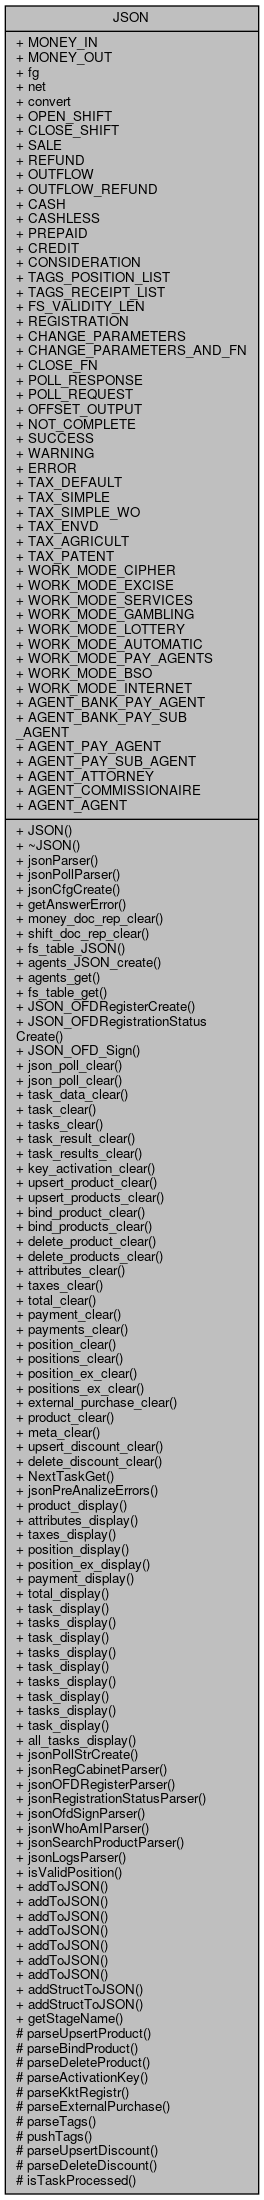 JSON
+ MONEY_IN
+ MONEY_OUT
+ fg
+ net
+ convert
+ OPEN_SHIFT
+ CLOSE_SHIFT
+ SALE
+ REFUND
+ OUTFLOW
+ OUTFLOW_REFUND
+ CASH
+ CASHLESS
+ PREPAID
+ CREDIT
+ CONSIDERATION
+ TAGS_POSITION_LIST
+ TAGS_RECEIPT_LIST
+ FS_VALIDITY_LEN
+ REGISTRATION
+ CHANGE_PARAMETERS
+ CHANGE_PARAMETERS_AND_FN
+ CLOSE_FN
+ POLL_RESPONSE
+ POLL_REQUEST
+ OFFSET_OUTPUT
+ NOT_COMPLETE
+ SUCCESS
+ WARNING
+ ERROR
+ TAX_DEFAULT
+ TAX_SIMPLE
+ TAX_SIMPLE_WO
+ TAX_ENVD
+ TAX_AGRICULT
+ TAX_PATENT
+ WORK_MODE_CIPHER
+ WORK_MODE_EXCISE
+ WORK_MODE_SERVICES
+ WORK_MODE_GAMBLING
+ WORK_MODE_LOTTERY
+ WORK_MODE_AUTOMATIC
+ WORK_MODE_PAY_AGENTS
+ WORK_MODE_BSO
+ WORK_MODE_INTERNET
+ AGENT_BANK_PAY_AGENT
+ AGENT_BANK_PAY_SUB
_AGENT
+ AGENT_PAY_AGENT
+ AGENT_PAY_SUB_AGENT
+ AGENT_ATTORNEY
+ AGENT_COMMISSIONAIRE
+ AGENT_AGENT
+ JSON()
+ ~JSON()
+ jsonParser()
+ jsonPollParser()
+ jsonCfgCreate()
+ getAnswerError()
+ money_doc_rep_clear()
+ shift_doc_rep_clear()
+ fs_table_JSON()
+ agents_JSON_create()
+ agents_get()
+ fs_table_get()
+ JSON_OFDRegisterCreate()
+ JSON_OFDRegistrationStatus
Create()
+ JSON_OFD_Sign()
+ json_poll_clear()
+ json_poll_clear()
+ task_data_clear()
+ task_clear()
+ tasks_clear()
+ task_result_clear()
+ task_results_clear()
+ key_activation_clear()
+ upsert_product_clear()
+ upsert_products_clear()
+ bind_product_clear()
+ bind_products_clear()
+ delete_product_clear()
+ delete_products_clear()
+ attributes_clear()
+ taxes_clear()
+ total_clear()
+ payment_clear()
+ payments_clear()
+ position_clear()
+ positions_clear()
+ position_ex_clear()
+ positions_ex_clear()
+ external_purchase_clear()
+ product_clear()
+ meta_clear()
+ upsert_discount_clear()
+ delete_discount_clear()
+ NextTaskGet()
+ jsonPreAnalizeErrors()
+ product_display()
+ attributes_display()
+ taxes_display()
+ position_display()
+ position_ex_display()
+ payment_display()
+ total_display()
+ task_display()
+ tasks_display()
+ task_display()
+ tasks_display()
+ task_display()
+ tasks_display()
+ task_display()
+ tasks_display()
+ task_display()
+ all_tasks_display()
+ jsonPollStrCreate()
+ jsonRegCabinetParser()
+ jsonOFDRegisterParser()
+ jsonRegistrationStatusParser()
+ jsonOfdSignParser()
+ jsonWhoAmIParser()
+ jsonSearchProductParser()
+ jsonLogsParser()
+ isValidPosition()
+ addToJSON()
+ addToJSON()
+ addToJSON()
+ addToJSON()
+ addToJSON()
+ addToJSON()
+ addToJSON()
+ addStructToJSON()
+ addStructToJSON()
+ getStageName()
# parseUpsertProduct()
# parseBindProduct()
# parseDeleteProduct()
# parseActivationKey()
# parseKktRegistr()
# parseExternalPurchase()
# parseTags()
# pushTags()
# parseUpsertDiscount()
# parseDeleteDiscount()
# isTaskProcessed()